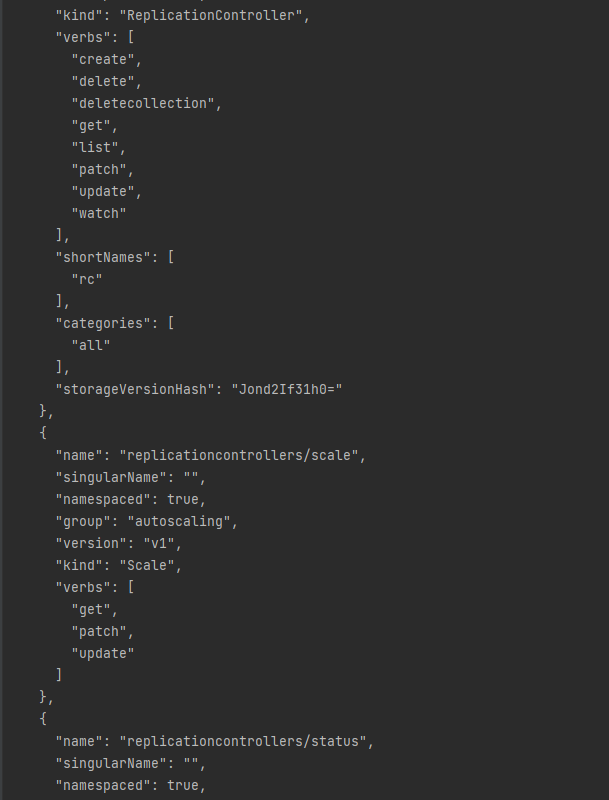 "kind": "ReplicationController",
"verbs": [
"create",
"delete",
"deletecollection",
"get",
"list",
"patch",
"update",
"watch"
],
"shortNames": [
"rc"
],
"categories": [
"all"
],
"storageVersionHash": "Jond2If31h0="
},
{
"name": "replicationcontrollers/scale",
"singularName": "",
"namespaced": true,
"group": "autoscaling",
"version": "v1",
"kind": "Scale",
"verbs": [
"get",
"patch",
"update"
]
},
{
"name": "replicationcontrollers/status",
"singularName": "",
"namespaced": true,